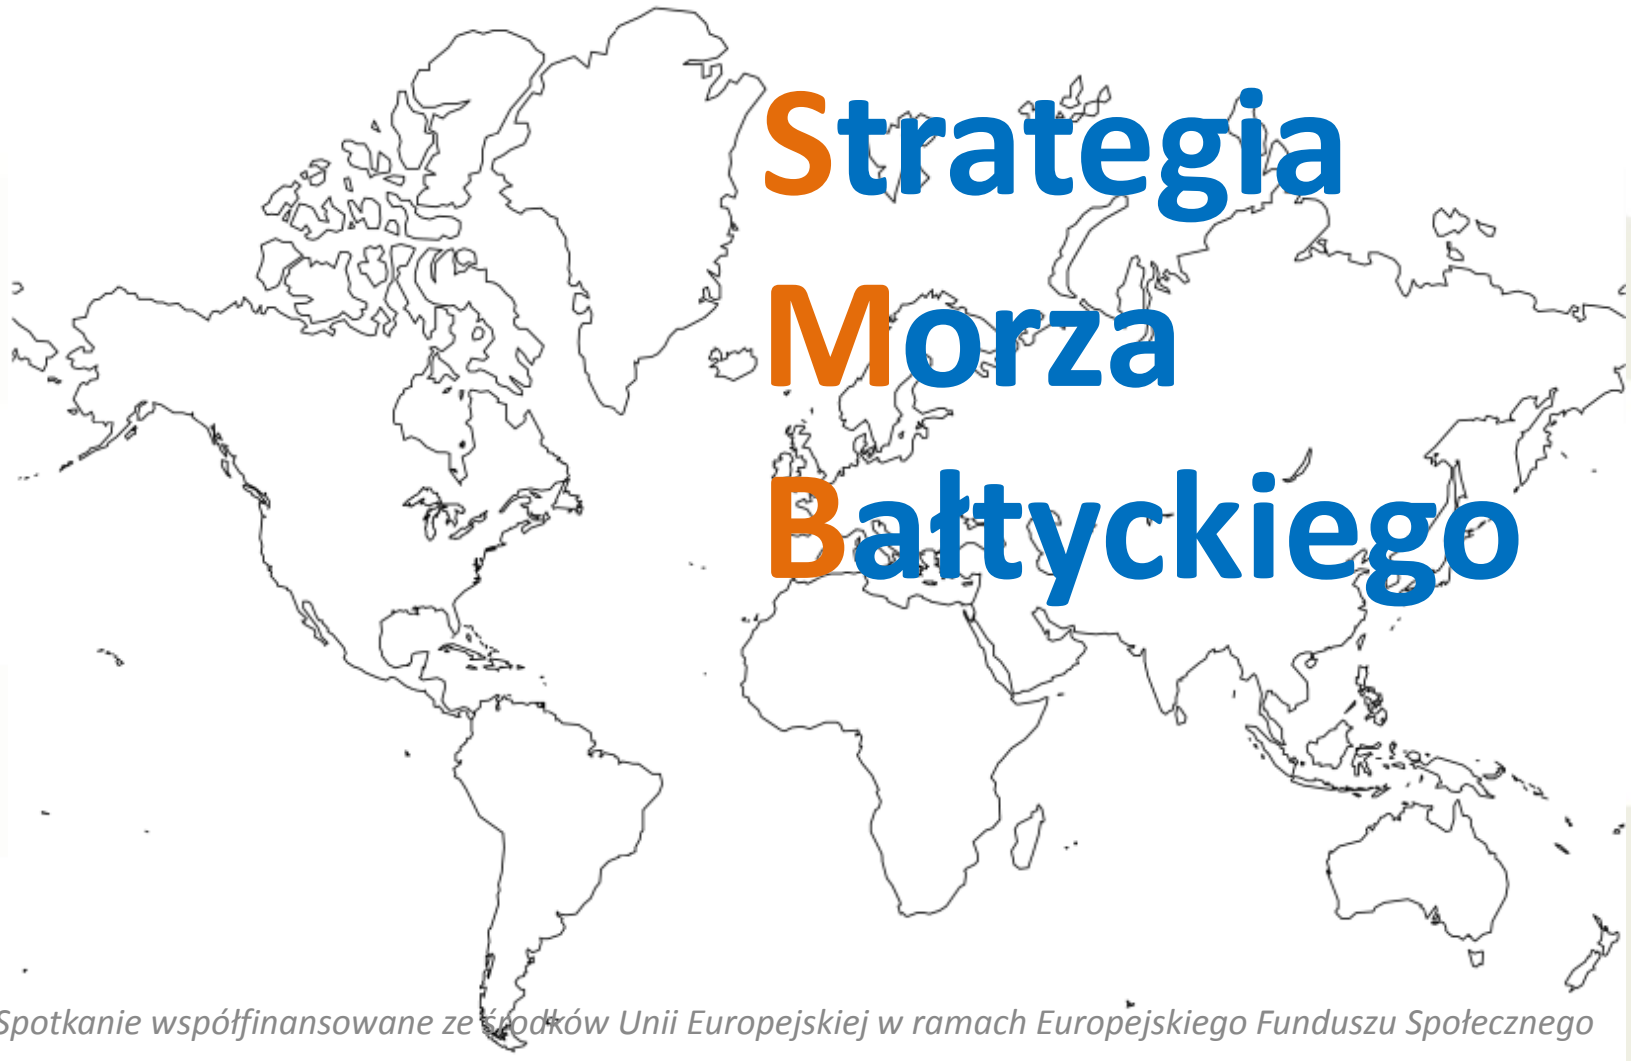 Strategia
Morza
Bałtyckiego
Spotkanie współfinansowane ze środków Unii Europejskiej w ramach Europejskiego Funduszu Społecznego